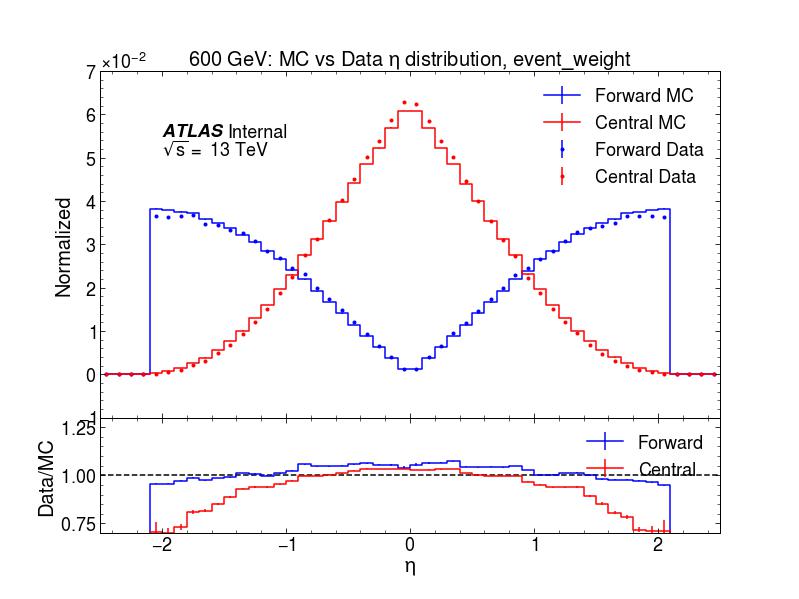 ×10⁻²
600 GeV: MC vs Data η distribution, event_weight
7
6
5
4
3
2
1
0
−1
Normalized
ATLAS Internal
√s = 13 TeV
Forward MC
Central MC
Forward Data
Central Data
1.25
1.00
0.75
Data/MC
Forward
Central
−2
−1
0
1
2
η